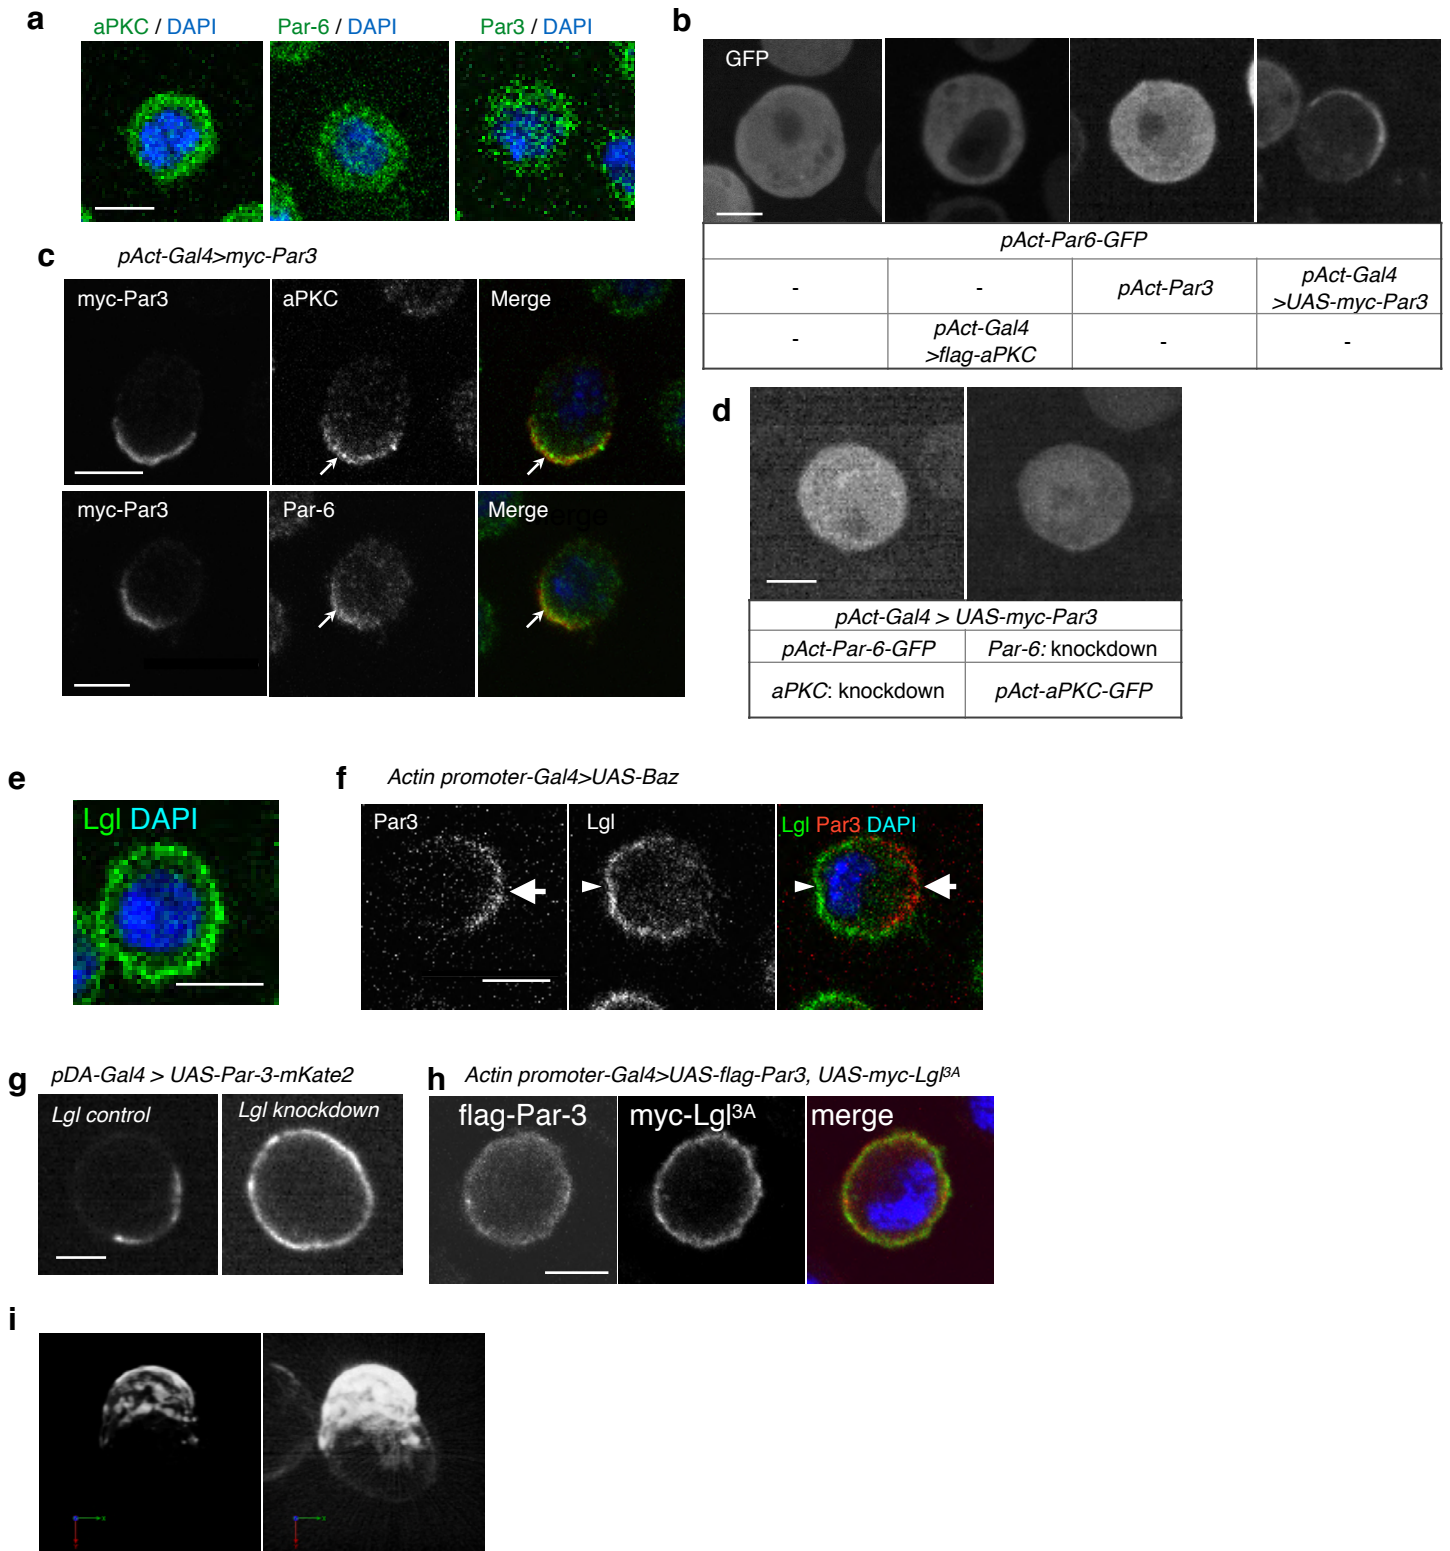 a
aPKC / DAPI
Par-6 / DAPI
Par3 / DAPI
b
GFP
pAct-Par6-GFP
- - pAct-Par3 pAct-Gal4
>UAS-myc-Par3
- pAct-Gal4
>flag-aPKC - -
c
pAct-Gal4>myc-Par3
myc-Par3
aPKC
Merge
myc-Par3
Par-6
Merge
d
pAct-Gal4 > UAS-myc-Par3
pAct-Par-6-GFP Par-6: knockdown
aPKC: knockdown pAct-aPKC-GFP
e
Lgl DAPI
f
Actin promoter-Gal4>UAS-Baz
Par3
Lgl
Lgl Par3 DAPI
g
pDA-Gal4 > UAS-Par-3-mKate2
Lgl control
Lgl knockdown
h
Actin promoter-Gal4>UAS-flag-Par3, UAS-myc-Lgl3A
flag-Par-3
myc-Lgl3A
merge
i